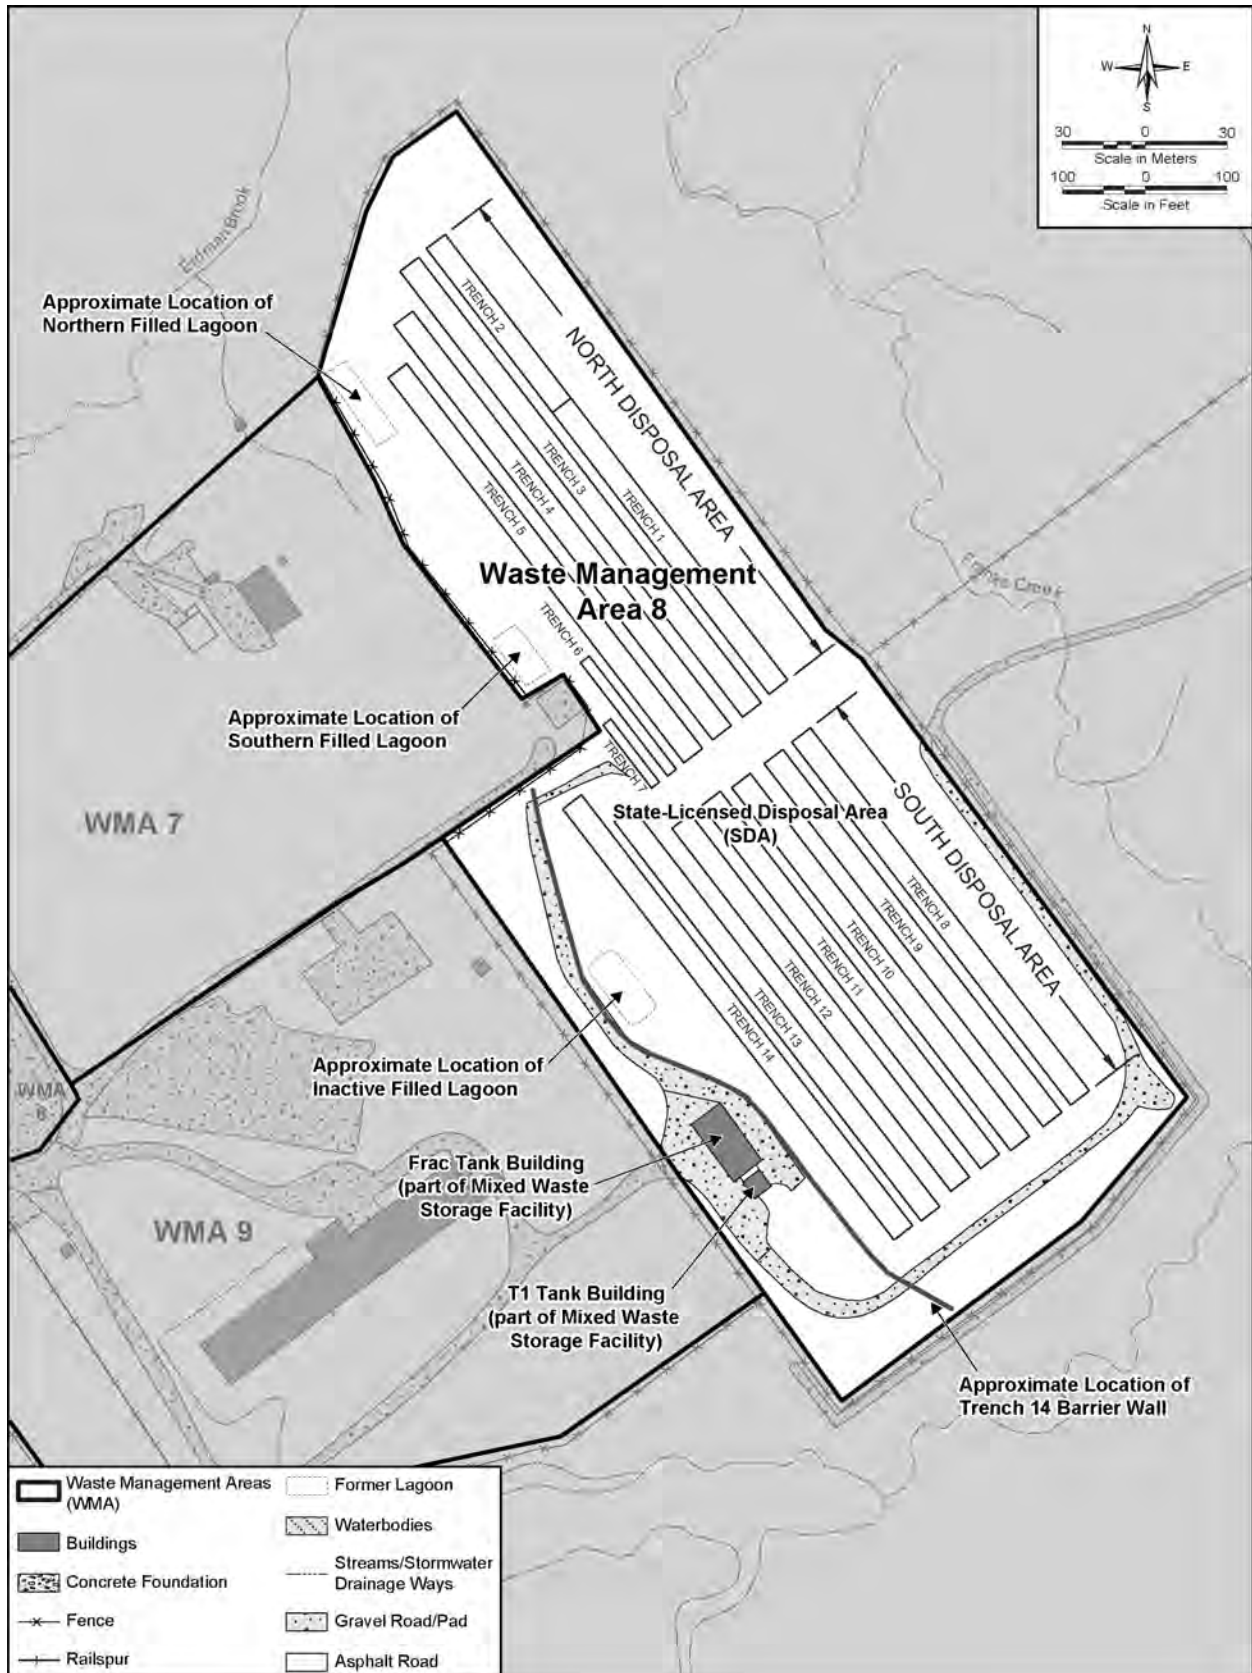 N
W E
S
30 0 30
Scale in Meters
100 0 100
Scale in Feet
Erdman Brook
Approximate Location of
Northern Filled Lagoon
TRENCH 2
NORTH DISPOSAL AREA
TRENCH 3
TRENCH 4
TRENCH 5
TRENCH 1
Waste Management
Area 8
Franks Creek
TRENCH 6
Approximate Location of
Southern Filled Lagoon
TRENCH 7
WMA 7
State-Licensed Disposal Area
(SDA)
SOUTH DISPOSAL AREA
TRENCH 8
TRENCH 9
TRENCH 10
TRENCH 11
TRENCH 12
TRENCH 13
TRENCH 14
Approximate Location of
Inactive Filled Lagoon
WMA
6
Frac Tank Building
(part of Mixed Waste
Storage Facility)
WMA 9
T1 Tank Building
(part of Mixed Waste
Storage Facility)
Approximate Location of
Trench 14 Barrier Wall
Waste Management Areas
(WMA)
Buildings
Concrete Foundation
Fence
Railspur
Former Lagoon
Waterbodies
Streams/Stormwater
Drainage Ways
Gravel Road/Pad
Asphalt Road